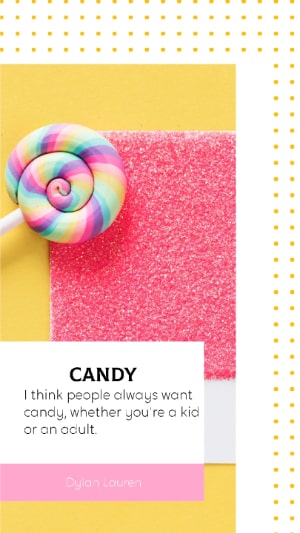 CANDY
I think people always want
candy, whether you're a kid
or an adult.
Dylan Lauren